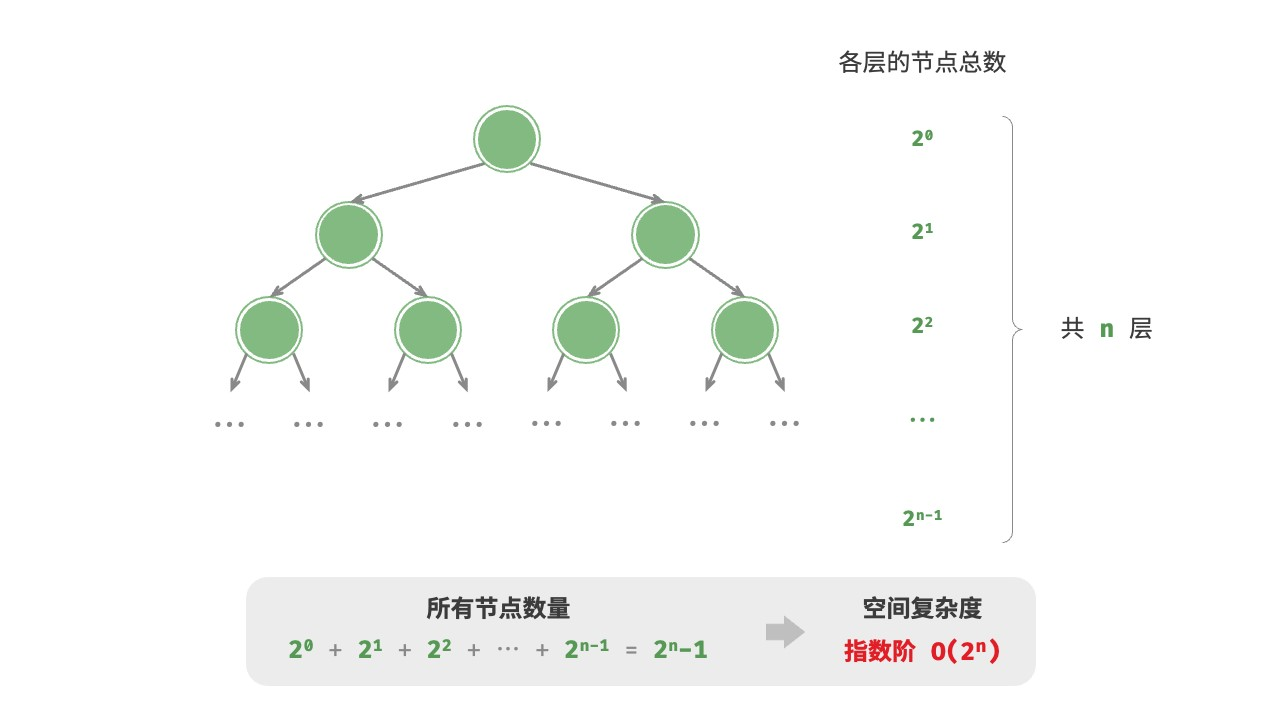 各层的节点总数
2⁰
2¹
2²
...
2ⁿ⁻¹
共 n 层
... ... ... ... ... ... ... ...
所有节点数量
2⁰ + 2¹ + 2² + ··· + 2ⁿ⁻¹ = 2ⁿ-1
空间复杂度
指数阶 O(2ⁿ)